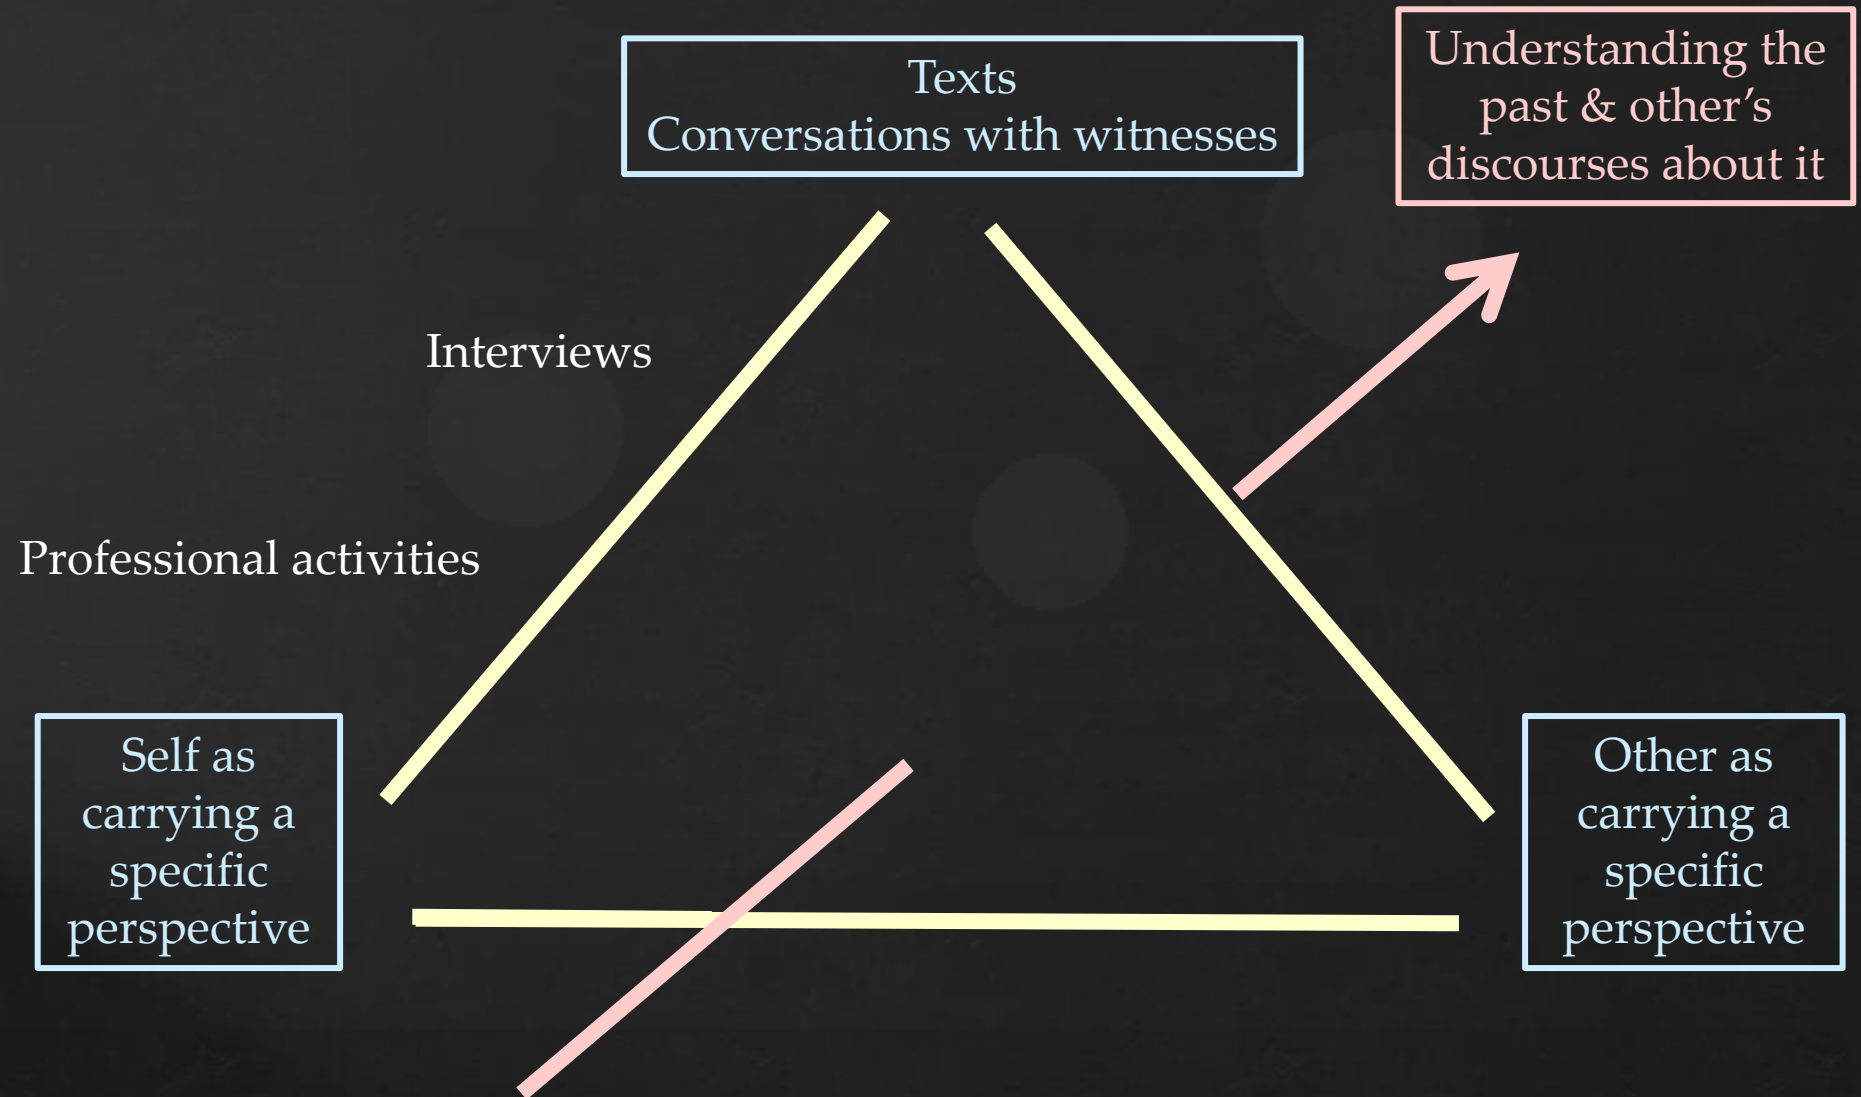 Texts
Conversations with witnesses
Understanding the
past & other’s
discourses about it
Interviews
Professional activities
Self as
carrying a
specific
perspective
Other as
carrying a
specific
perspective